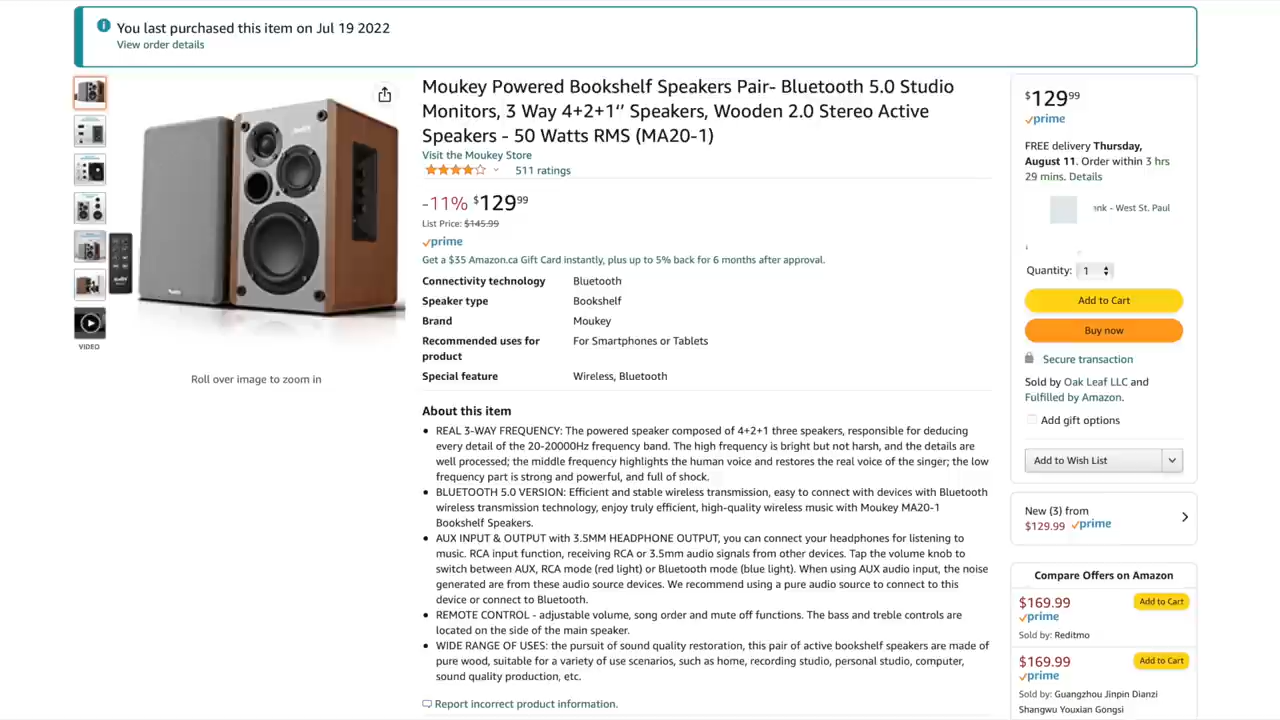 You last purchased this item on Jul 19 2022
View order details
Moukey Powered Bookshelf Speakers Pair- Bluetooth 5.0 Studio
Monitors, 3 Way 4+2+1‘’ Speakers, Wooden 2.0 Stereo Active
Speakers - 50 Watts RMS (MA20-1)
Visit the Moukey Store
511 ratings
-11% $12999
List Price: $145.99
prime
Get a $35 Amazon.ca Gift Card instantly, plus up to 5% back for 6 months after approval.
Connectivity technology Bluetooth
Speaker type Bookshelf
Brand Moukey
Recommended uses for For Smartphones or Tablets
product
Special feature Wireless, Bluetooth
VIDEO
Roll over image to zoom in
About this item
REAL 3-WAY FREQUENCY: The powered speaker composed of 4+2+1 three speakers, responsible for deducing
every detail of the 20-20000Hz frequency band. The high frequency is bright but not harsh, and the details are
well processed; the middle frequency highlights the human voice and restores the real voice of the singer; the low
frequency part is strong and powerful, and full of shock.
BLUETOOTH 5.0 VERSION: Efficient and stable wireless transmission, easy to connect with devices with Bluetooth
wireless transmission technology, enjoy truly efficient, high-quality wireless music with Moukey MA20-1
Bookshelf Speakers.
AUX INPUT & OUTPUT with 3.5MM HEADPHONE OUTPUT, you can connect your headphones for listening to
music. RCA input function, receiving RCA or 3.5mm audio signals from other devices. Tap the volume knob to
switch between AUX, RCA mode (red light) or Bluetooth mode (blue light). When using AUX audio input, the noise
generated are from these audio source devices. We recommend using a pure audio source to connect to this
device or connect to Bluetooth.
REMOTE CONTROL - adjustable volume, song order and mute off functions. The bass and treble controls are
located on the side of the main speaker.
WIDE RANGE OF USES: the pursuit of sound quality restoration, this pair of active bookshelf speakers are made of
pure wood, suitable for a variety of use scenarios, such as home, recording studio, personal studio, computer,
sound quality production, etc.
Report incorrect product information.
$12999
prime
FREE delivery Thursday,
August 11. Order within 3 hrs
29 mins. Details
- West St. Paul
Quantity: 1
Add to Cart
Buy now
Secure transaction
Sold by Oak Leaf LLC and
Fulfilled by Amazon.
Add gift options
Add to Wish List
New (3) from
$129.99 prime
Compare Offers on Amazon
$169.99 Add to Cart
prime
Sold by: Reditmo
$169.99 Add to Cart
prime
Sold by: Guangzhou Jinpin Dianzi
Shangwu Youxian Gongsi